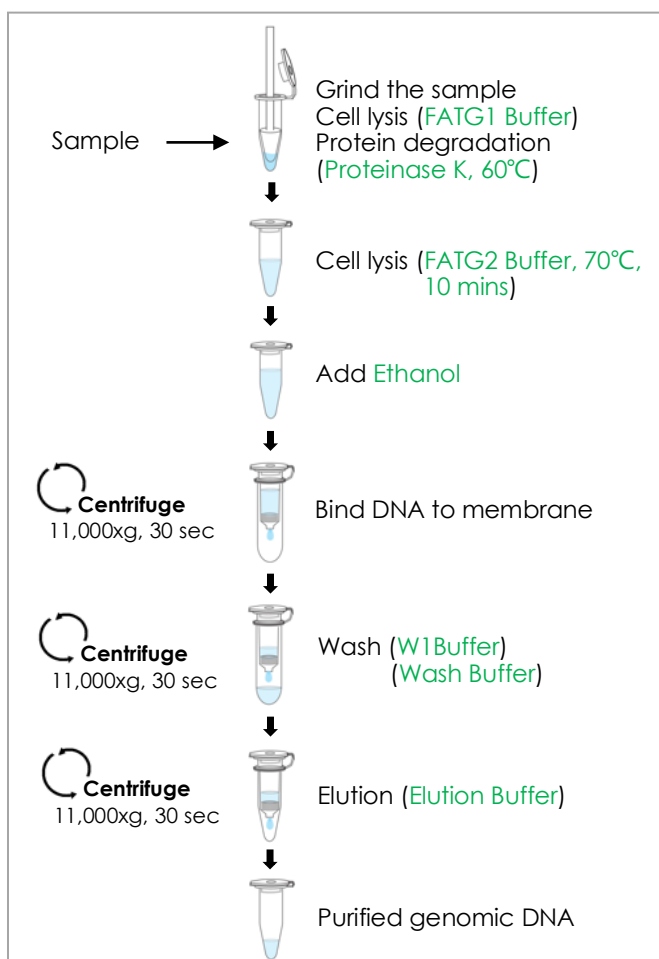 Grind the sample
Cell lysis (FATG1 Buffer)
Sample
Protein degradation
(Proteinase K, 60℃)
Cell lysis (FATG2 Buffer, 70℃,
10 mins)
Add Ethanol
Centrifuge
11,000xg, 30 sec
Bind DNA to membrane
Centrifuge
11,000xg, 30 sec
Wash (W1Buffer)
(Wash Buffer)
Centrifuge
11,000xg, 30 sec
Elution (Elution Buffer)
Purified genomic DNA